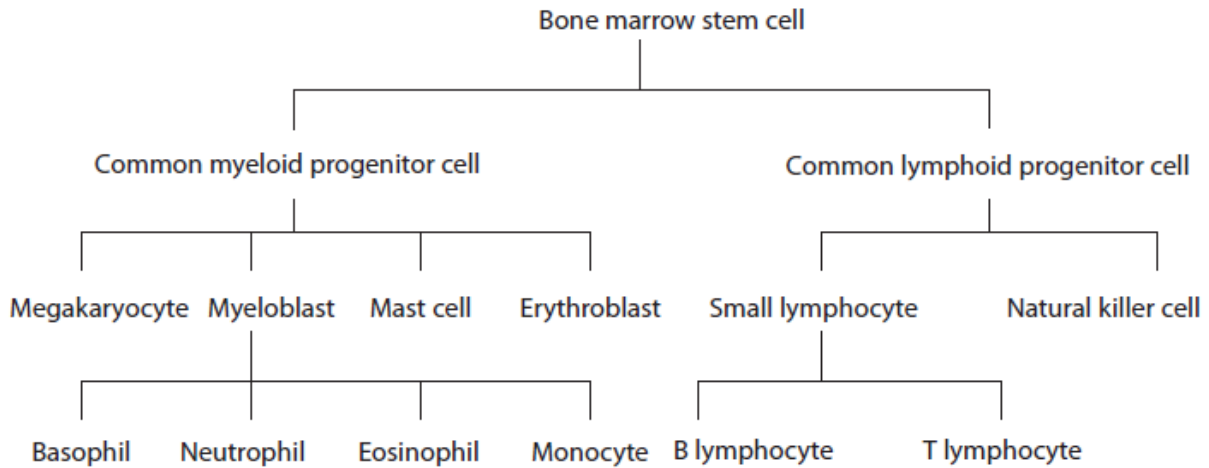 Bone marrow stem cell
Common myeloid progenitor cell Common lymphoid progenitor cell
Megakaryocyte Myeloblast Mast cell Erythroblast Small lymphocyte Natural killer cell
Basophil Neutrophil Eosinophil Monocyte B lymphocyte T lymphocyte